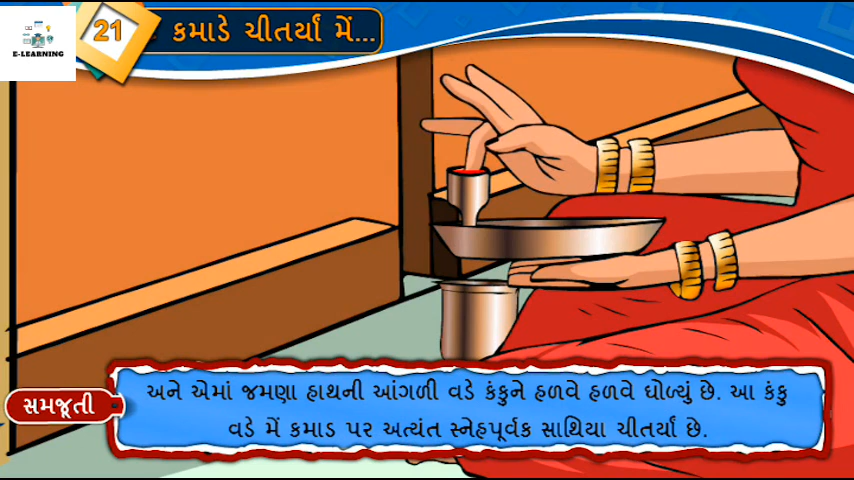 E-LEARNING
21
કમાડે ચીતર્યાં મેં...
સમજૂતી
અને એમાં જમણા હાથની આંગળી વડે કંકુને હળવે હળવે ઘોળ્યું છે. આ કંકુ
વડે મેં કમાડ પર અત્યંત સ્નેહપૂર્વક સાથિયા ચીતર્યાં છે.